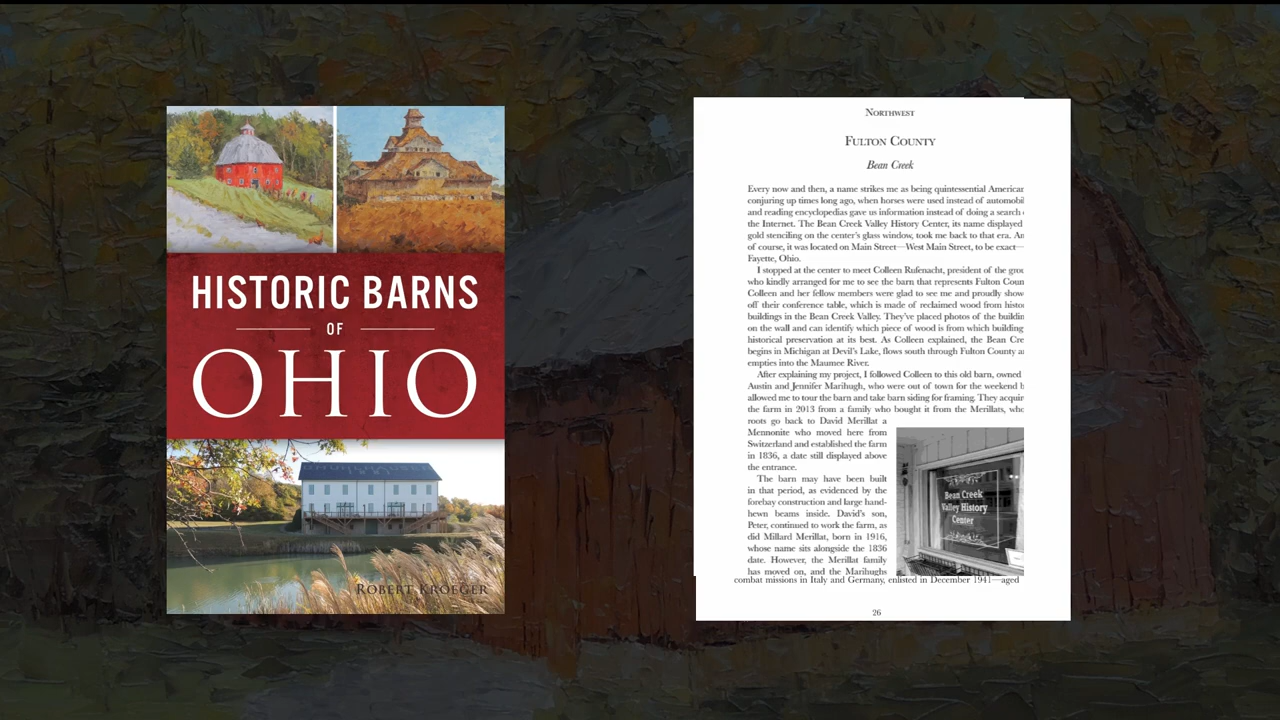 HISTORIC BARNS
OF
OHIO
ROBERT KROEGER
NORTHWEST
FULTON COUNTY
Bean Creek
Every now and then, a name strikes me as being quintessential American
conjuring up times long ago, when horses were used instead of automobil
and reading encyclopedias gave us information instead of doing a search
the Internet. The Bean Creek Valley History Center, its name displayed
gold stenciling on the center's glass window, took me back to that era. An
of course, it was located on Main Street—West Main Street, to be exact—
Fayette, Ohio.
I stopped at the center to meet Colleen Rufenacht, president of the grou
who kindly arranged for me to see the barn that represents Fulton Coun
Colleen and her fellow members were glad to see me and proudly show
off their conference table, which is made of reclaimed wood from histor
buildings in the Bean Creek Valley. They've placed photos of the buildin
on the wall and can identify which piece of wood is from which building
historical preservation at its best. As Colleen explained, the Bean Cre
begins in Michigan at Devil's Lake, flows south through Fulton County an
empties into the Maumee River.
After explaining my project, I followed Colleen to this old barn, owned
Austin and Jennifer Marihugh, who were out of town for the weekend b
allowed me to tour the barn and take barn siding for framing. They acquire
the farm in 2013 from a family who bought it from the Merillats, who
roots go back to David Merillat a
Mennonite who moved here from
Switzerland and established the farm
in 1836, a date still displayed above
the entrance.
The barn may have been built
in that period, as evidenced by the
forebay construction and large hand-
hewn beams inside. David's son,
Peter, continued to work the farm, as
did Millard Merillat, born in 1916,
whose name sits alongside the 1836
date. However, the Merillat family
has moved on, and the Marihughs
Bean Creek
Valley History
Center
combat missions in Italy and Germany, enlisted in December 1941—aged
26